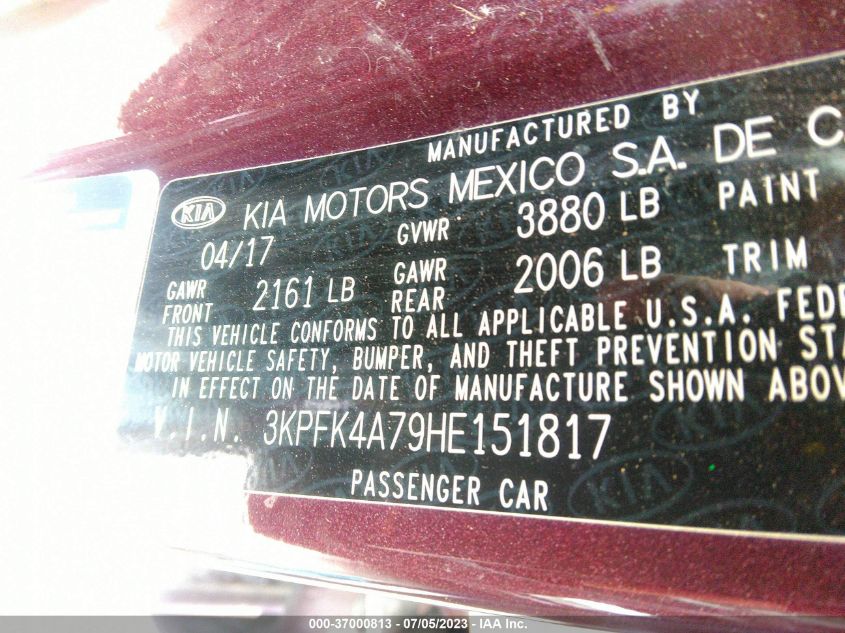 MANUFACTURED BY
KIA KIA MOTORS MEXICO S.A. DE C
04/17 GVWR 3880 LB PAINT
GAWR FRONT 2161 LB GAWR REAR 2006 LB TRIM
THIS VEHICLE CONFORMS TO ALL APPLICABLE U.S.A. FEDE
MOTOR VEHICLE SAFETY, BUMPER, AND THEFT PREVENTION STA
IN EFFECT ON THE DATE OF MANUFACTURE SHOWN ABOV
V.I.N. 3KPFK4A79HE151817
PASSENGER CAR
KIA
000-37000813 - 07/05/2023 - IAA Inc.